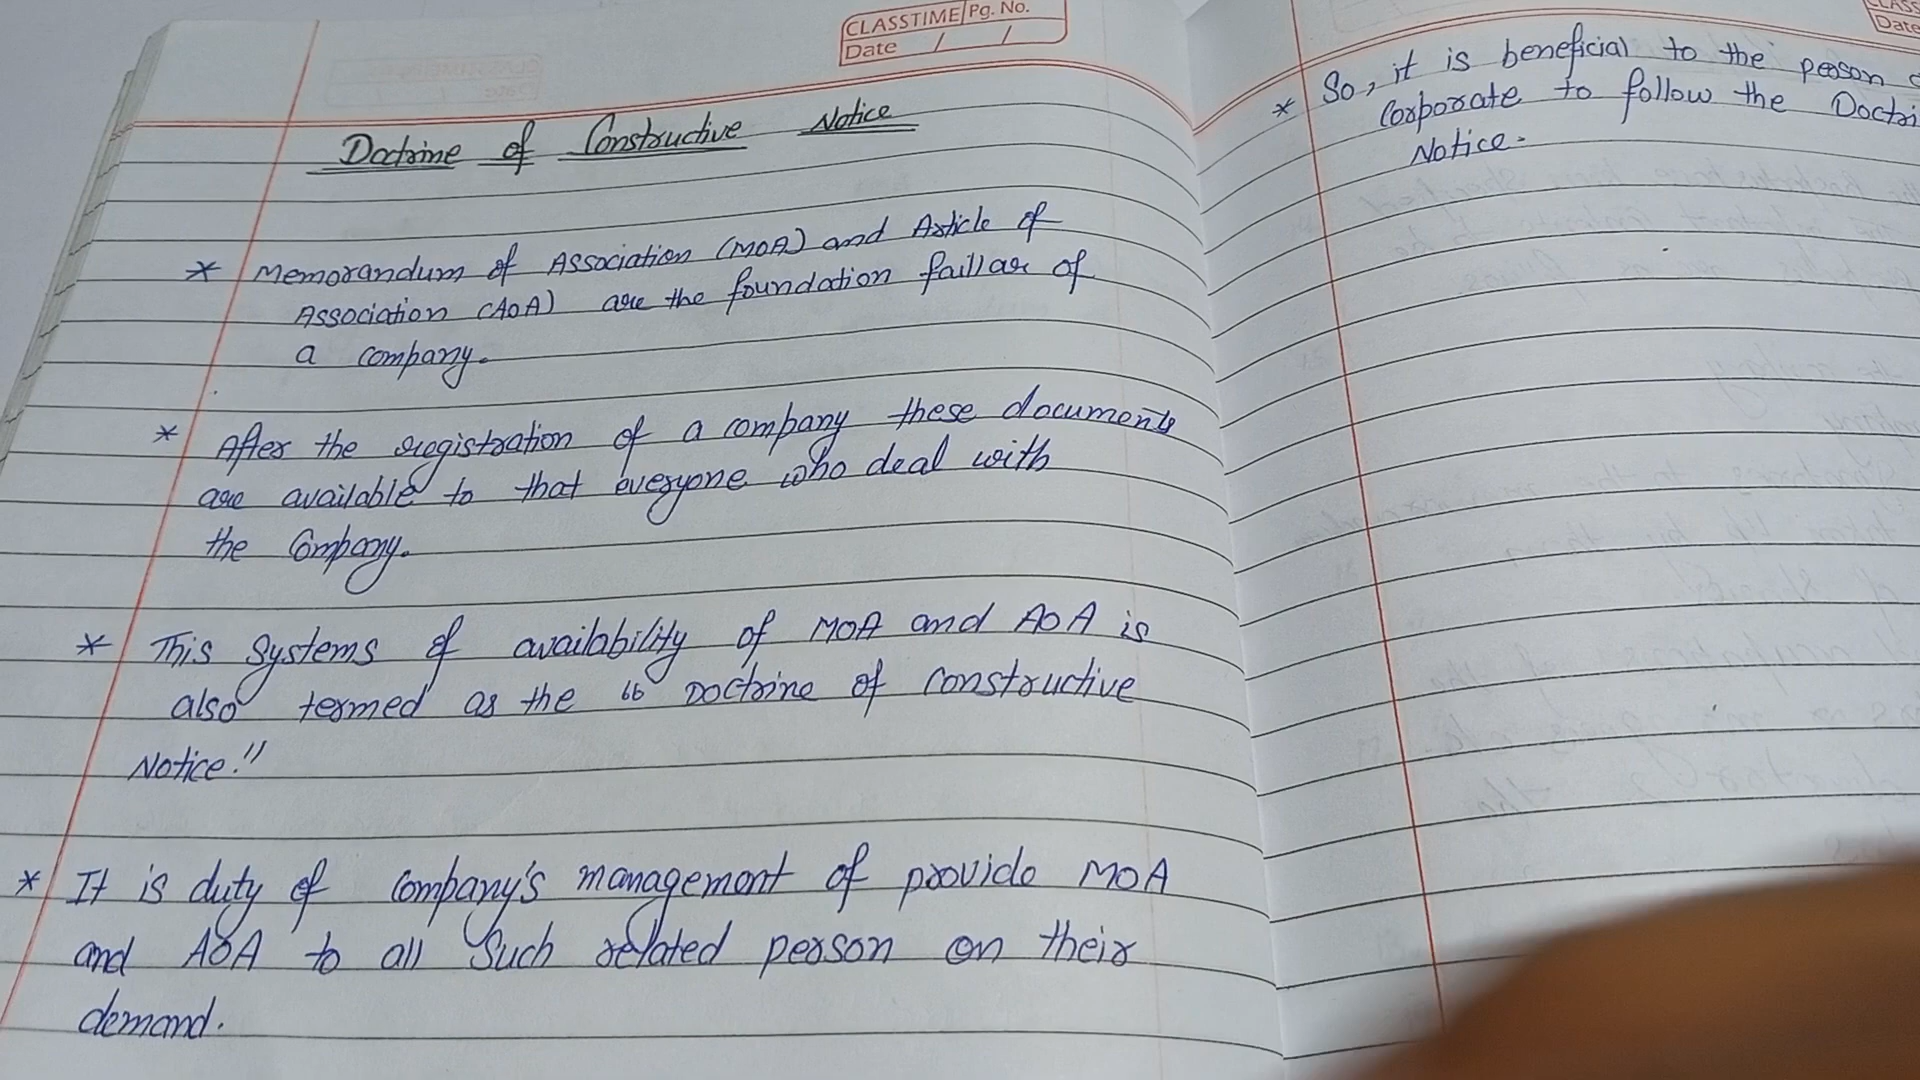 CLASSTIME Pg. No.
Date / /
Doctrine of Constructive Notice
* Memorandum of Association (MOA) and Article of
Association (AOA) are the foundation faillar of
a company.
* After the registration of a company these documents
are available to that everyone who deal with
the Company.
* This Systems of availability of MOA and AOA is
also termed as the "Doctrine of constructive
Notice."
* It is duty of Company's management of provide MOA
and AOA to all Such related person on their
demand.
Date
* So, it is beneficial to the person
Corporate to follow the
Notice.